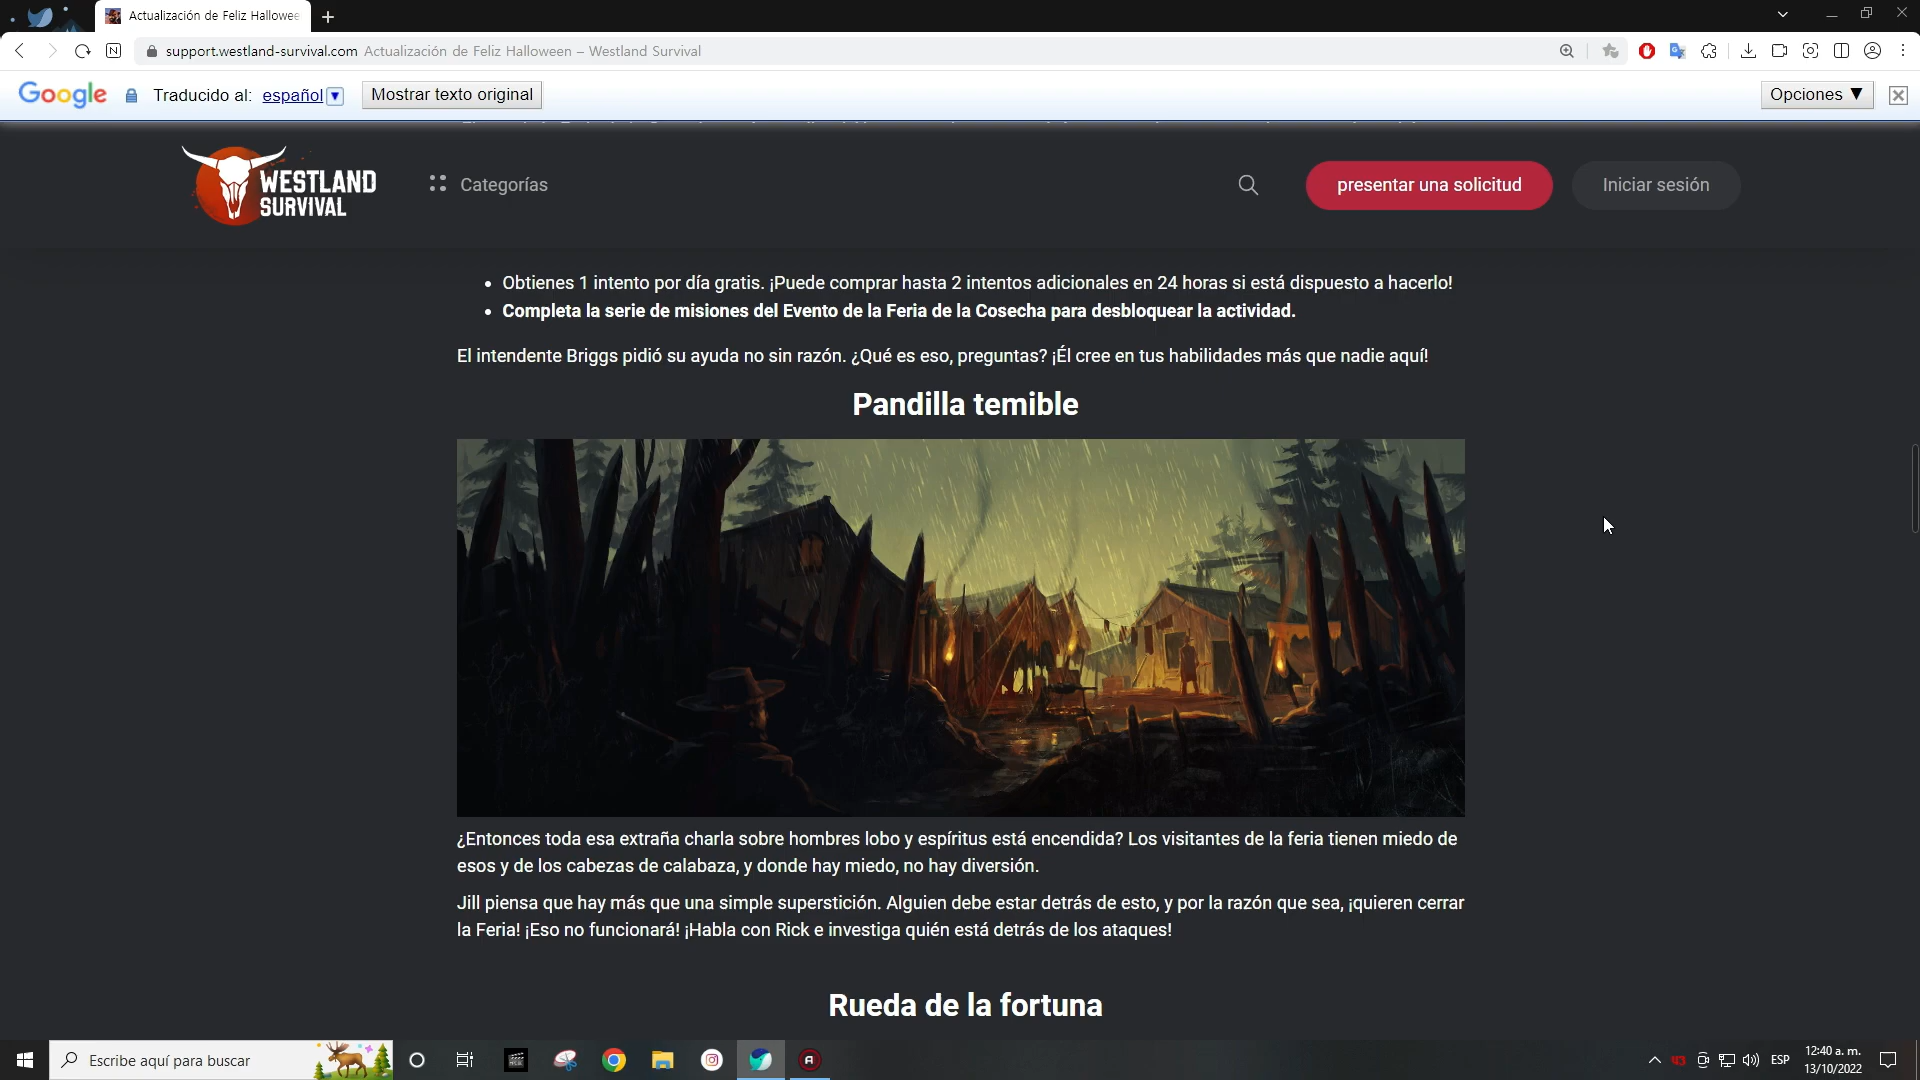 Actualización de Feliz Hallowee
support.westland-survival.com Actualización de Feliz Halloween – Westland Survival
Google Traducido al: español Mostrar texto original Opciones ▼
WESTLAND
SURVIVAL
Categorías
presentar una solicitud
Iniciar sesión
• Obtienes 1 intento por día gratis. ¡Puede comprar hasta 2 intentos adicionales en 24 horas si está dispuesto a hacerlo!
• Completa la serie de misiones del Evento de la Feria de la Cosecha para desbloquear la actividad.
El intendente Briggs pidió su ayuda no sin razón. ¿Qué es eso, preguntas? ¡Él cree en tus habilidades más que nadie aquí!
Pandilla temible
¿Entonces toda esa extraña charla sobre hombres lobo y espíritus está encendida? Los visitantes de la feria tienen miedo de
esos y de los cabezas de calabaza, y donde hay miedo, no hay diversión.
Jill piensa que hay más que una simple superstición. Alguien debe estar detrás de esto, y por la razón que sea, ¡quieren cerrar
la Feria! ¡Eso no funcionará! ¡Habla con Rick e investiga quién está detrás de los ataques!
Rueda de la fortuna
Escribe aquí para buscar
ESP
12:40 a. m.
13/10/2022